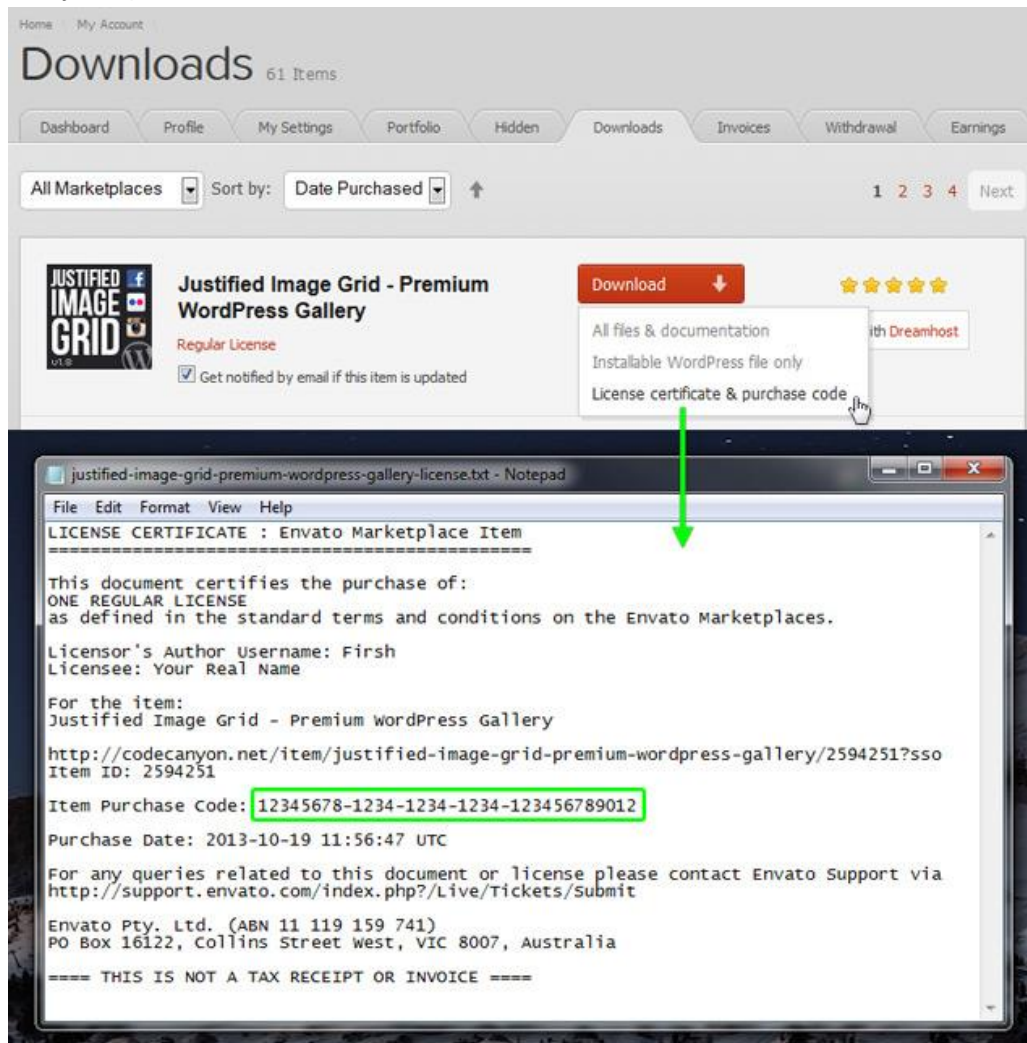 Home My Account
Downloads 61 Items
Dashboard Profile My Settings Portfolio Hidden Downloads Invoices Withdrawal Earnings
All Marketplaces Sort by: Date Purchased 1 2 3 4 Next
JUSTIFIED
IMAGE
GRID
v1.8
Justified Image Grid - Premium
WordPress Gallery
Regular License
Get notified by email if this item is updated
Download
All files & documentation
Installable WordPress file only
License certificate & purchase code
ith Dreamhost
justified-image-grid-premium-wordpress-gallery-license.txt - Notepad
File Edit Format View Help
LICENSE CERTIFICATE : Envato Marketplace Item
==============================================
This document certifies the purchase of:
ONE REGULAR LICENSE
as defined in the standard terms and conditions on the Envato Marketplaces.
Licensor's Author Username: Firsh
Licensee: Your Real Name
For the item:
Justified Image Grid - Premium WordPress Gallery
http://codecanyon.net/item/justified-image-grid-premium-wordpress-gallery/2594251?sso
Item ID: 2594251
Item Purchase Code: 12345678-1234-1234-1234-123456789012
Purchase Date: 2013-10-19 11:56:47 UTC
For any queries related to this document or license please contact Envato Support via
http://support.envato.com/index.php?/Live/Tickets/Submit
Envato Pty. Ltd. (ABN 11 119 159 741)
PO Box 16122, Collins Street West, VIC 8007, Australia
==== THIS IS NOT A TAX RECEIPT OR INVOICE ====